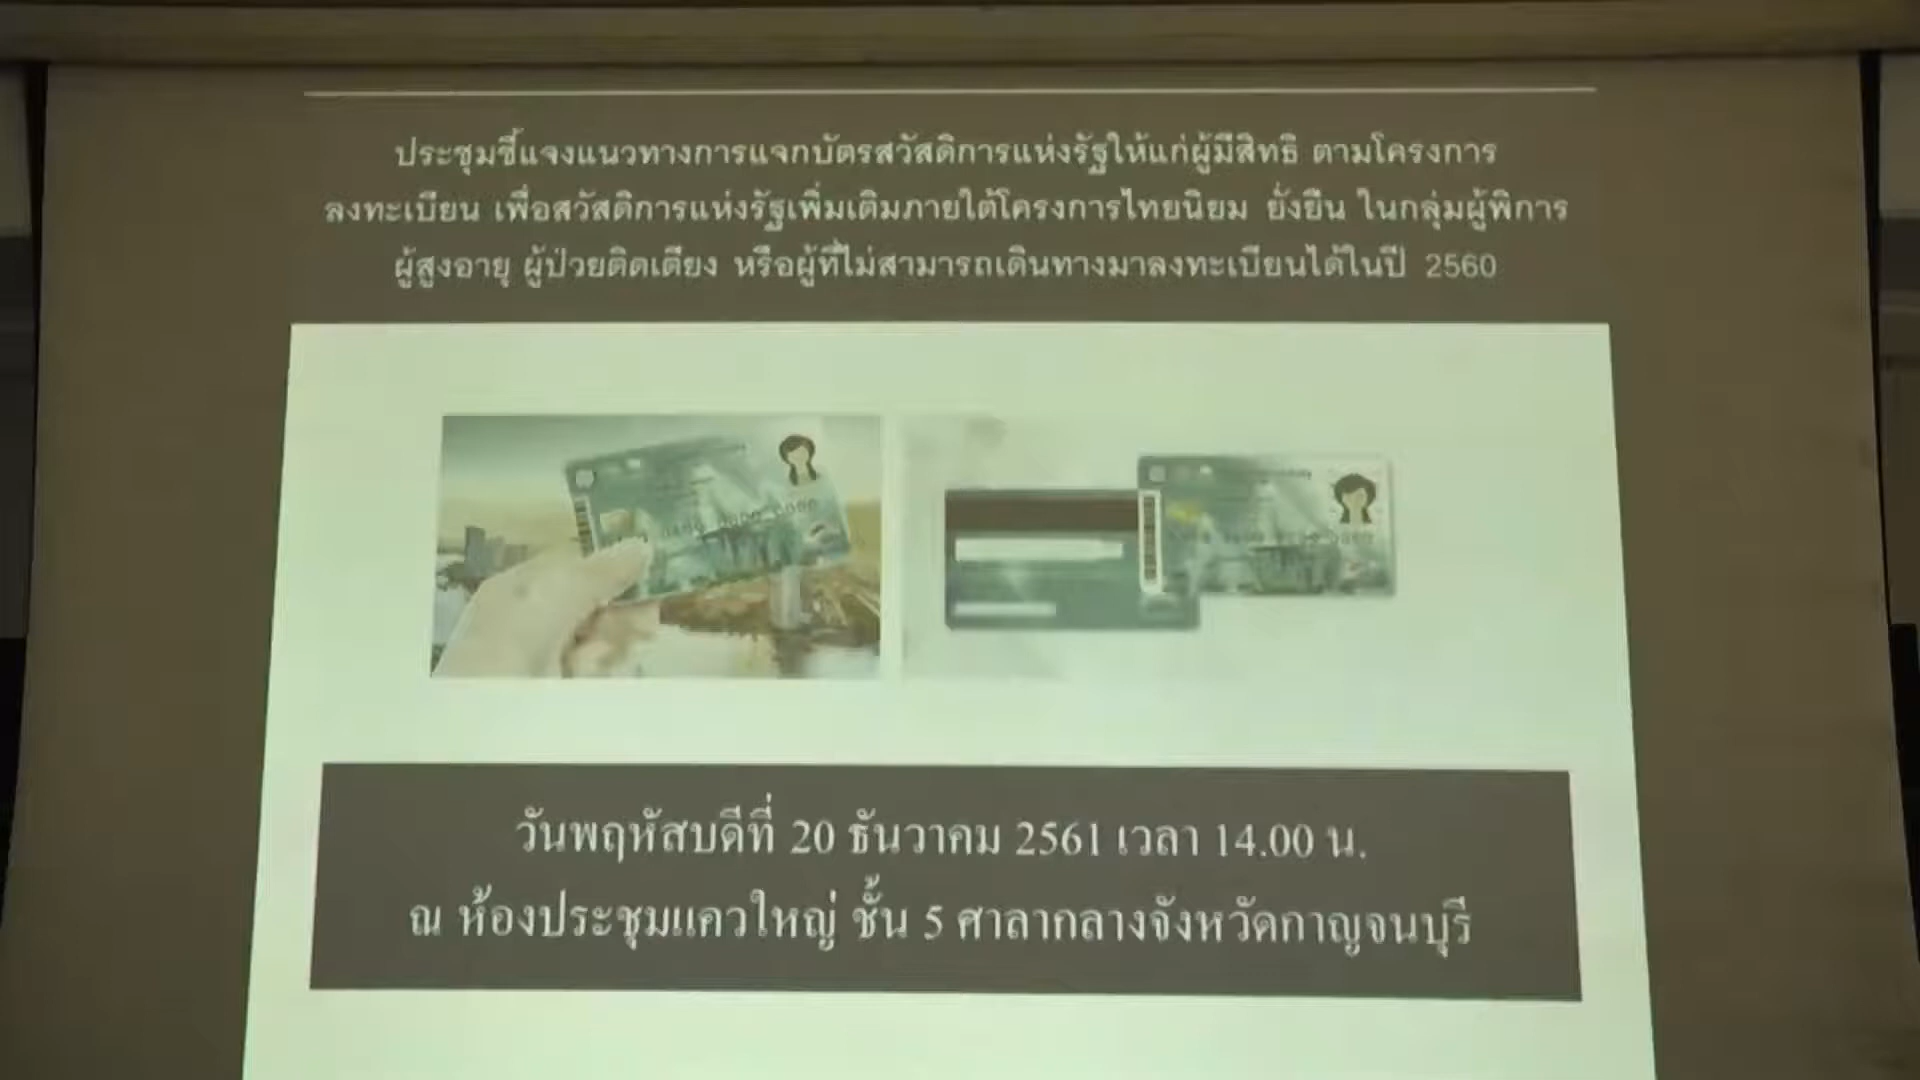 ประชุมชี้แจงแนวทางการแจกบัตรสวัสดิการแห่งรัฐให้แก่ผู้มีสิทธิ ตามโครงการ
ลงทะเบียน เพื่อสวัสดิการแห่งรัฐเพิ่มเติมภายใต้โครงการไทยนิยม ยั่งยืน ในกลุ่มผู้พิการ
ผู้สูงอายุ ผู้ป่วยติดเตียง หรือผู้ที่ไม่สามารถเดินทางมาลงทะเบียนได้ในปี 2560
วันพฤหัสบดีที่ 20 ธันวาคม 2561 เวลา 14.00 น.
ณ ห้องประชุมแควใหญ่ ชั้น 5 ศาลากลางจังหวัดกาญจนบุรี